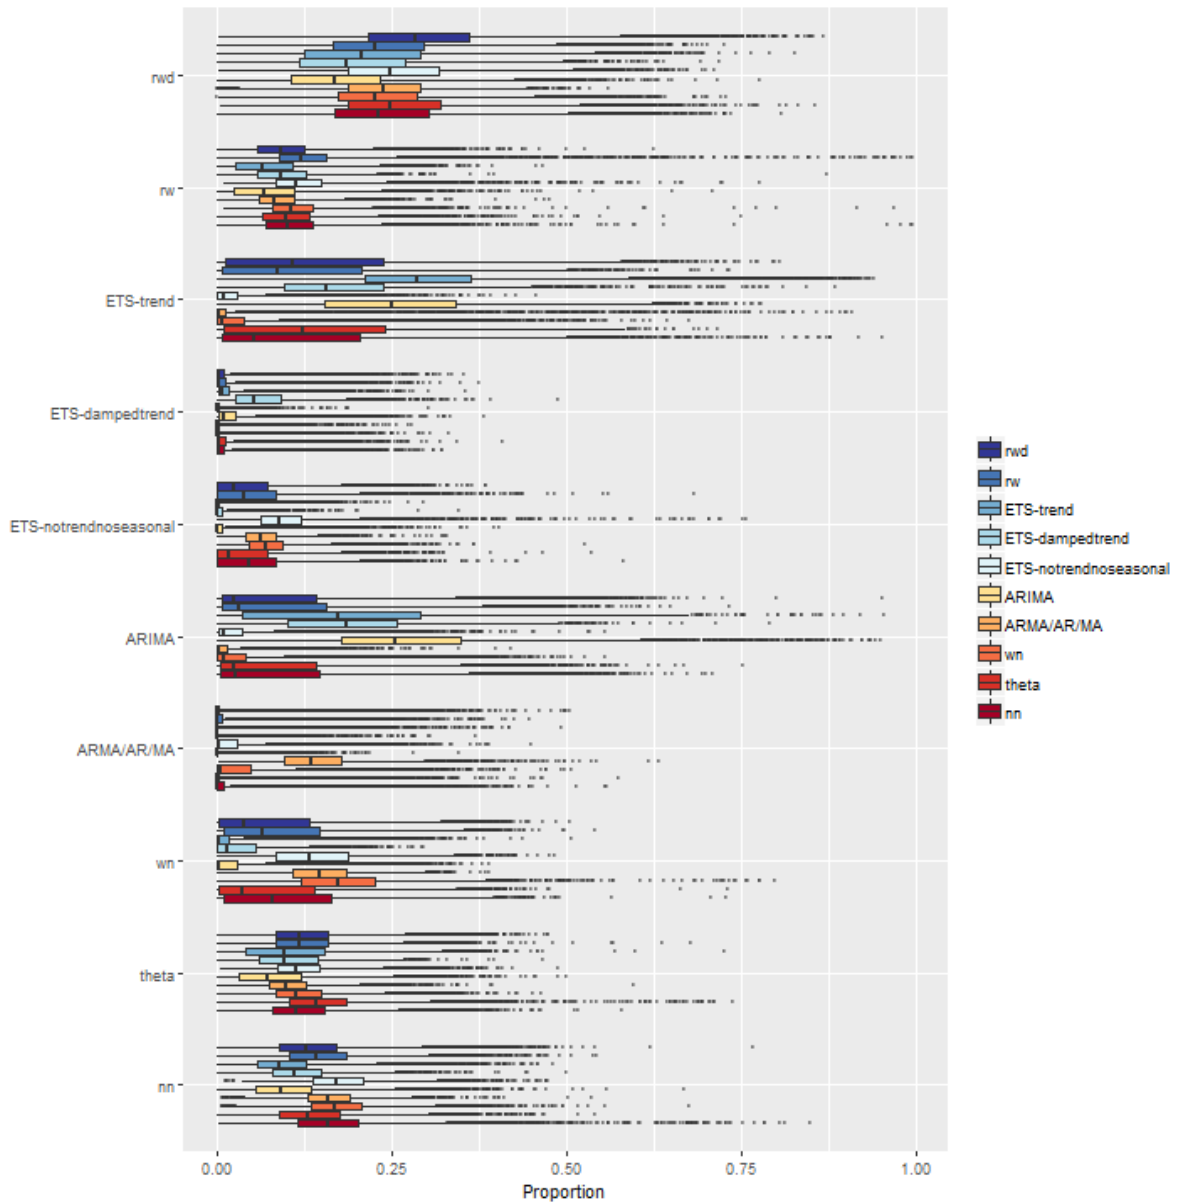 rwd
rw
ETS-trend
ETS-dampedtrend
ETS-notrendnoseasonal
ARIMA
ARMA/AR/MA
wn
theta
nn
0.00 0.25 0.50 0.75 1.00
Proportion
rwd
rw
ETS-trend
ETS-dampedtrend
ETS-notrendnoseasonal
ARIMA
ARMA/AR/MA
wn
theta
nn